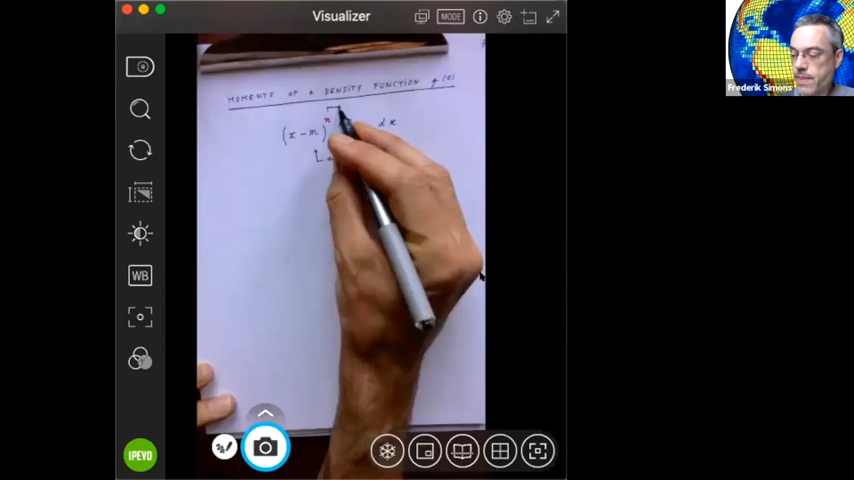 Visualizer
MODE
Frederik Simons
MOMENTS OF A DENSITY FUNCTION
(x - m)
n
dx
WB
IPEVO